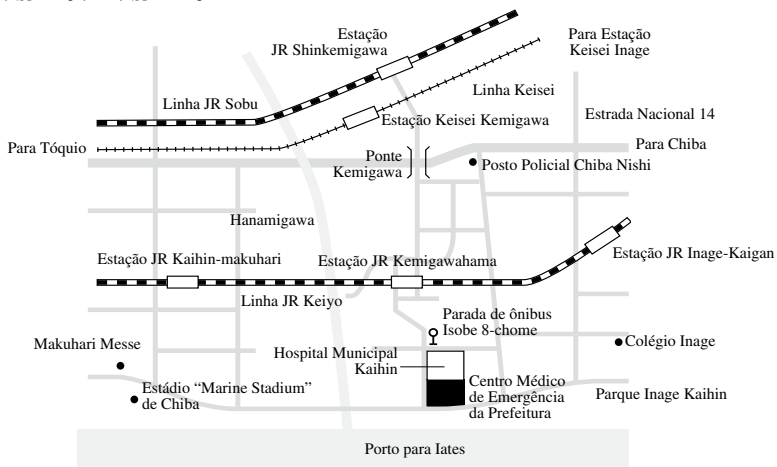 Estação
JR Shinkemigawa
Para Estação
Keisei Inage
Linha Keisei
Linha JR Sobu
Estrada Nacional 14
Estação Keisei Kemigawa
Para Tóquio
Para Chiba
Ponte
Kemigawa
Posto Policial Chiba Nishi
Hanamigawa
Estação JR Kaihin-makuhari
Estação JR Kemigawahama
Estação JR Inage-Kaigan
Linha JR Keiyo
Parada de ônibus
Isobe 8-chome
Makuhari Messe
Colégio Inage
Hospital Municipal
Kaihin
Estádio “Marine Stadium”
de Chiba
Centro Médico
de Emergência
da Prefeitura
Parque Inage Kaihin
Porto para Iates